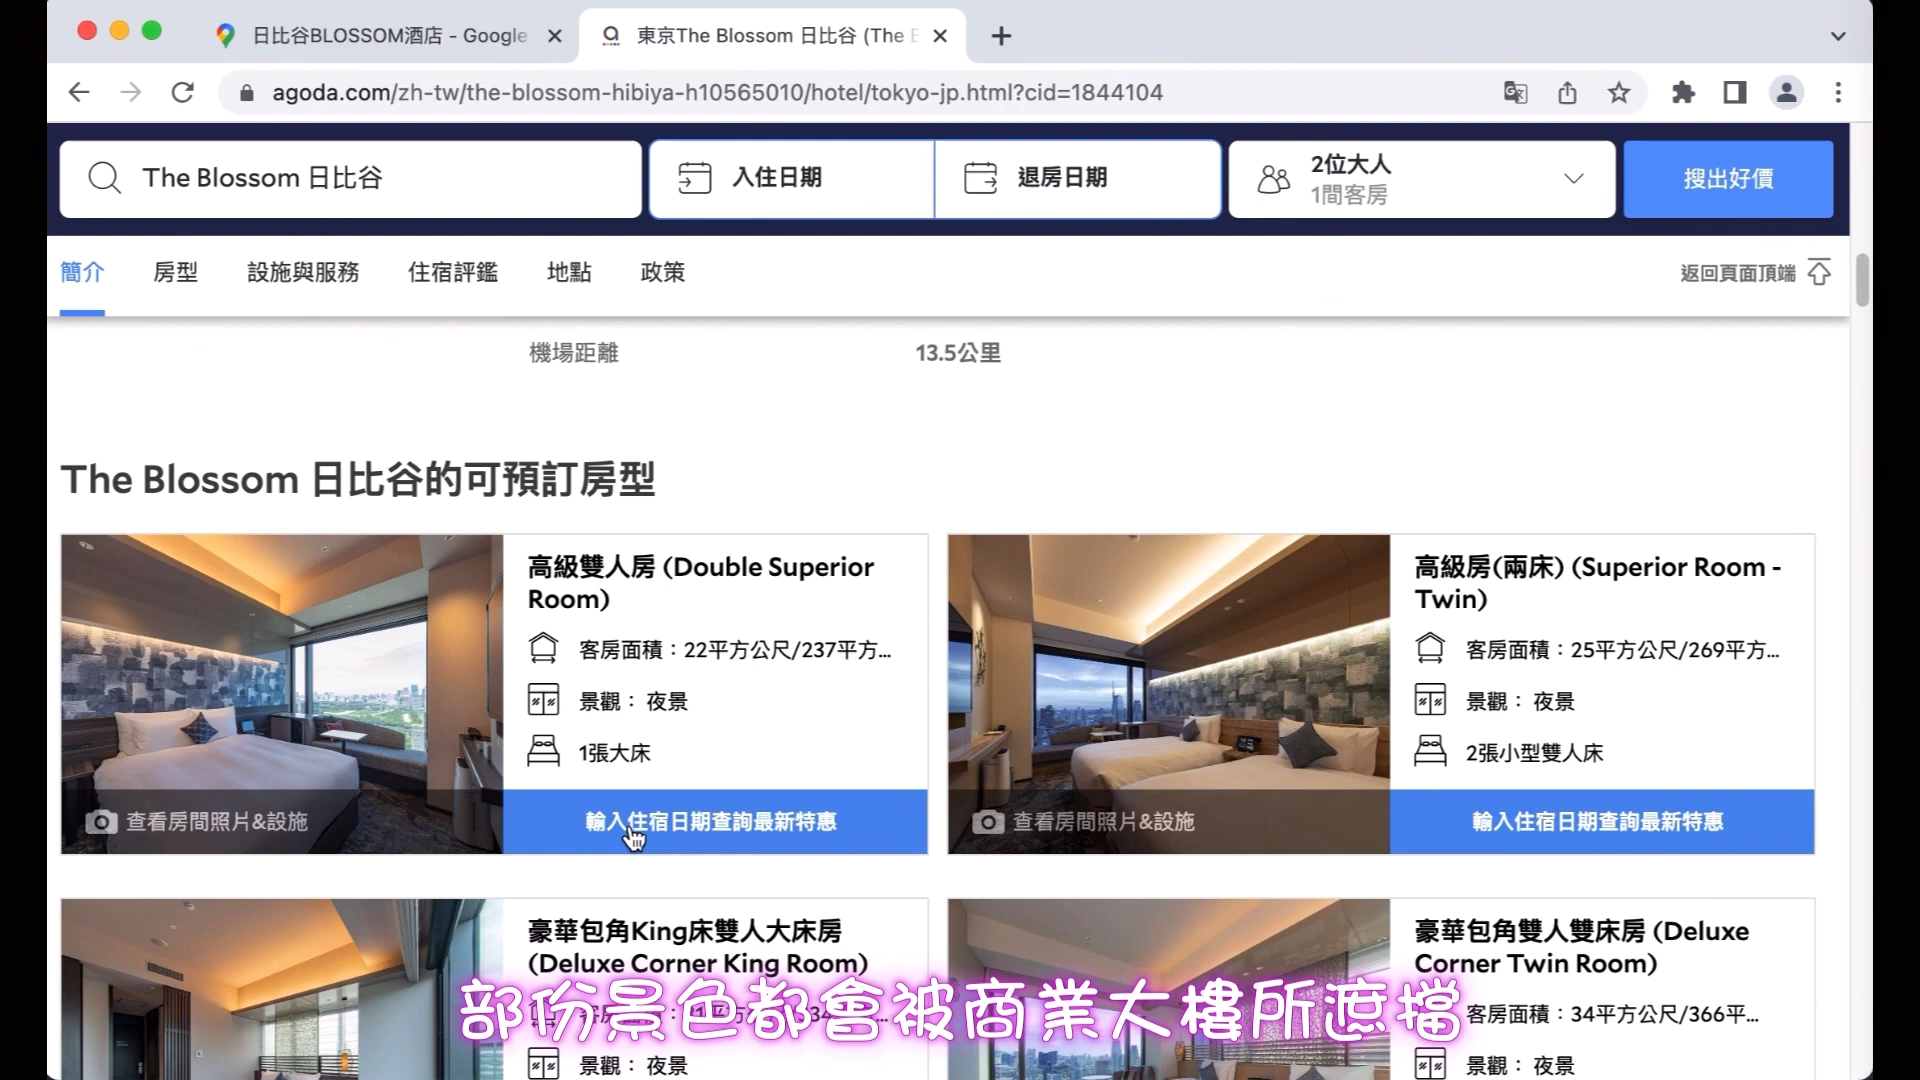 日比谷BLOSSOM酒店 - Google
東京The Blossom 日比谷 (The B
agoda.com/zh-tw/the-blossom-hibiya-h10565010/hotel/tokyo-jp.html?cid=1844104
The Blossom 日比谷
入住日期
退房日期
2位大人
1間客房
搜出好價
簡介
房型
設施與服務
住宿評鑑
地點
政策
返回頁面頂端
機場距離
13.5公里
The Blossom 日比谷的可預訂房型
高級雙人房 (Double Superior
Room)
客房面積：22平方公尺/237平方...
景觀： 夜景
1張大床
查看房間照片&設施
輸入住宿日期查詢最新特惠
高級房(兩床) (Superior Room -
Twin)
客房面積：25平方公尺/269平方...
景觀： 夜景
2張小型雙人床
查看房間照片&設施
輸入住宿日期查詢最新特惠
豪華包角King床雙人大床房
(Deluxe Corner King Room)
景觀： 夜景
豪華包角雙人雙床房 (Deluxe
Corner Twin Room)
客房面積：34平方公尺/366平...
景觀： 夜景
部份景色都會被商業大樓所遮擋